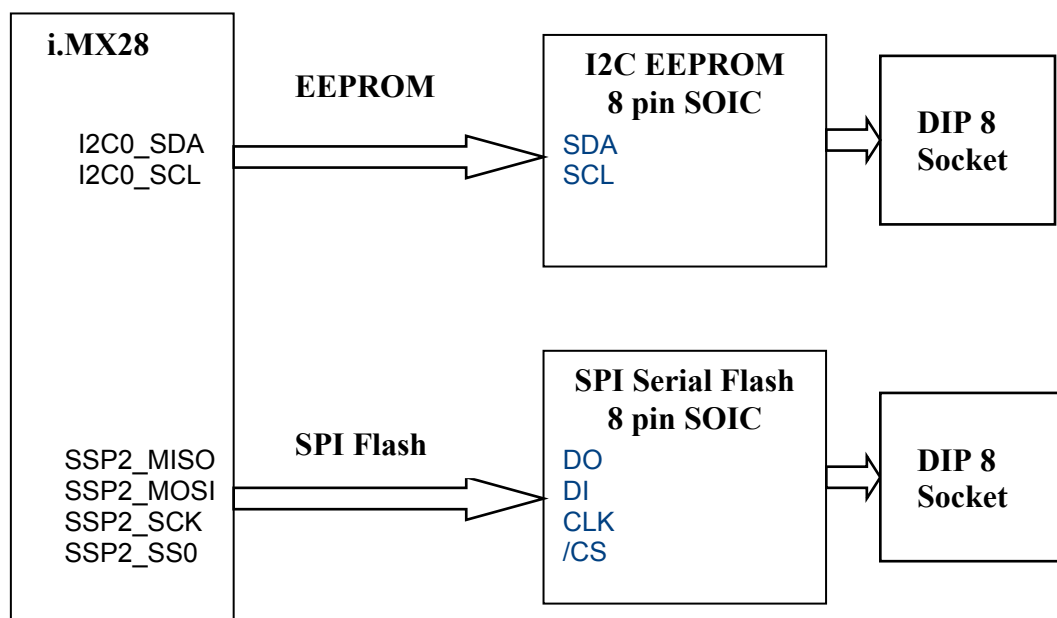 i.MX28
I2C0_SDA
I2C0_SCL
EEPROM
I2C EEPROM
8 pin SOIC
SDA
SCL
DIP 8
Socket
SSP2_MISO
SSP2_MOSI
SSP2_SCK
SSP2_SS0
SPI Flash
SPI Serial Flash
8 pin SOIC
DO
DI
CLK
/CS
DIP 8
Socket